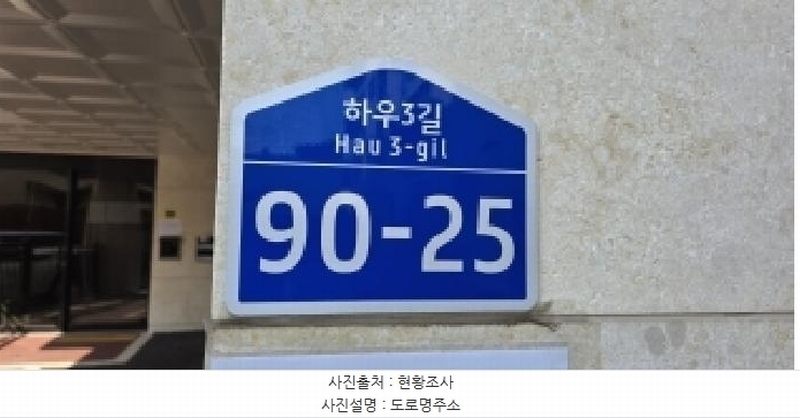 하우3길
Hau 3-gil
90-25
사진출처 : 현황조사
사진설명 : 도로명주소